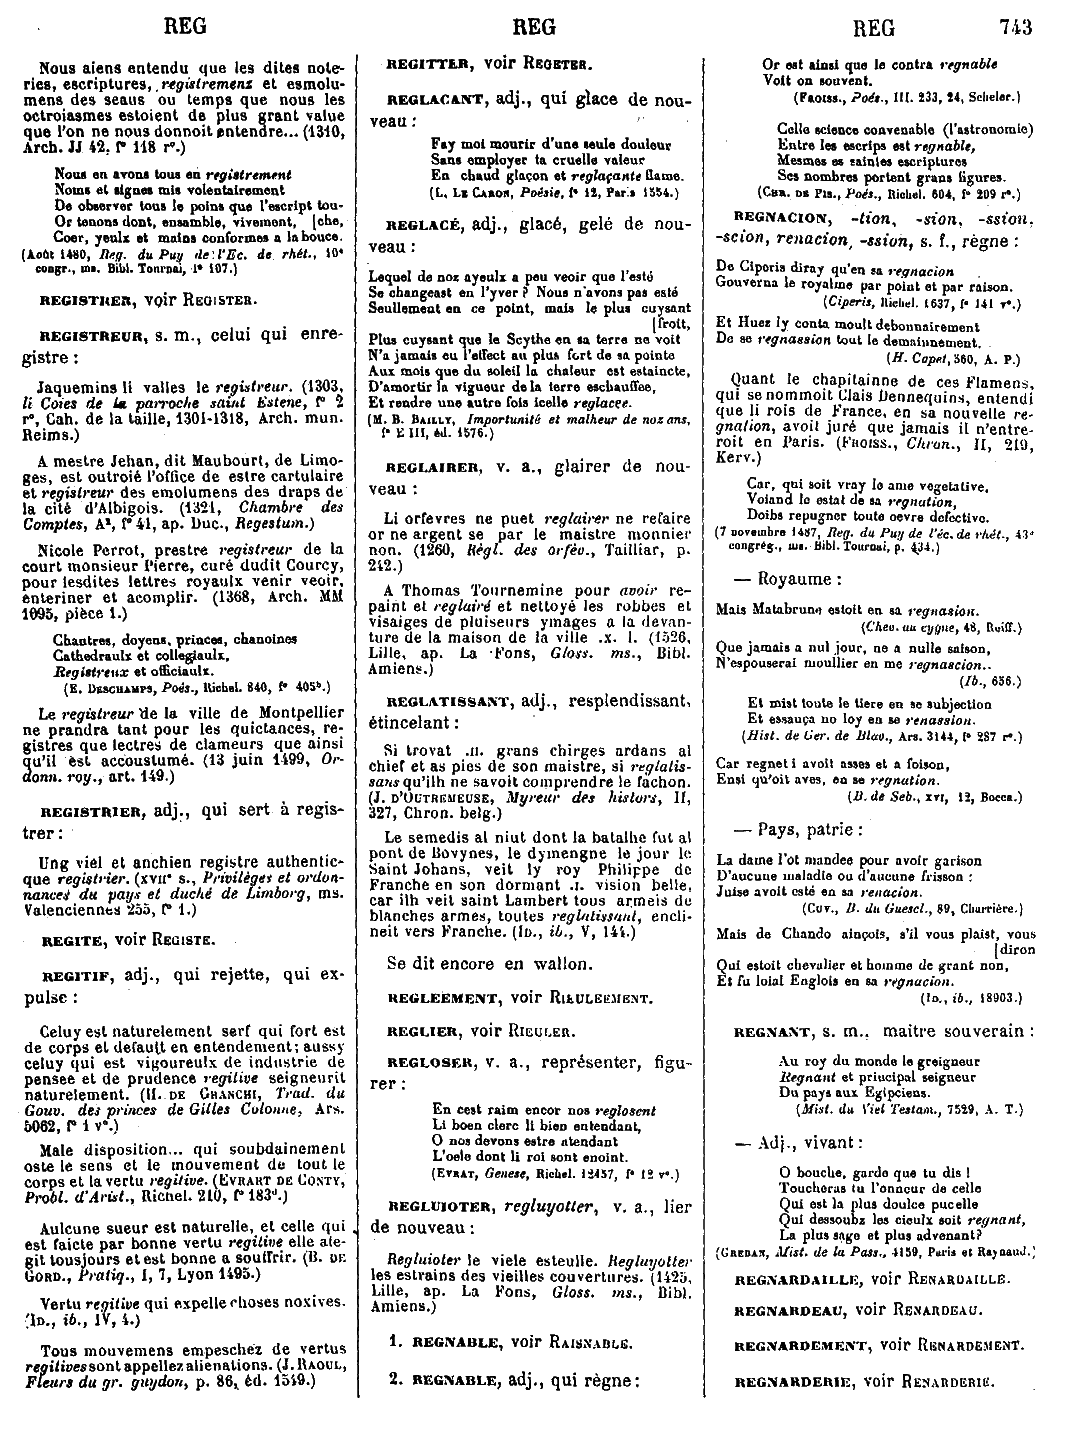 REG
REG
REG 743
Nous aiens entendu que les dites note-
ries, escriptures, registremens et esmolu-
mens des seaus ou temps que nous les
octroiasmes estoient de plus grant value
que l'on ne nous donnoit entendre... (1310,
Arch. JJ 42, f° 118 r°.)
Nous en avons tous en registrement
Noms et signes mis volentairement
De observer tous le poins que l'escript tou-
Or tenons dont, ensemble, vivement, [che,
Coer, yeulx et mains conformes a la bouce.
(Août 1480, Reg. du Puy de l'Ec. de rhét., 10°
congr., ms. Bibl. Tournai, f° 107.)
REGISTRER, voir REGISTER.
REGISTREUR, s. m., celui qui enre-
gistre :
Jaquemins li valles le registreur. (1303,
li Coies de la parroche saint Estene, f° 2
r°, Cah. de la taille, 1301-1318, Arch. mun.
Reims.)
A mestre Jehan, dit Maubourt, de Limo-
ges, est outroié l'office de estre cartulaire
et registreur des emolumens des draps de
la cité d'Albigois. (1321, Chambre des
Comptes, A², f° 41, ap. Duc., Regestum.)
Nicole Perrot, prestre registreur de la
court monsieur Pierre, curé dudit Courcy,
pour lesdites lettres royaulx venir veoir,
enteriner et acomplir. (1368, Arch. MM
1095, pièce 1.)
Chantres, doyens, princes, chanoines
Cathedraulx et collegiaulx,
Registreux et officiaulx.
(E. DESCHAMPS, Poés., Richel. 840, f° 405ᵇ.)
Le registreur de la ville de Montpellier
ne prandra tant pour les quictances, re-
gistres que lectres de clameurs que ainsi
qu'il est accoustumé. (13 juin 1499, Or-
donn. roy., art. 149.)
REGISTRIER, adj., qui sert à regis-
trer :
Ung viel et anchien registre authentic-
que registrier. (XVII° s., Privilèges et ordon-
nances du pays et duché de Limborg, ms.
Valenciennes 255, f° 1.)
REGITE, voir REGISTE.
REGITIF, adj., qui rejette, qui ex-
pulse :
Celuy est naturelement serf qui fort est
de corps et default en entendement; aussy
celuy qui est vigoureulx de industrie de
pensee et de prudence regitive seigneurit
naturelement. (H. DE GRANCHI, Trad. du
Gouv. des princes de Gilles Colonne, Ars.
5062, f° 1 v°.)
Male disposition... qui soubdainement
oste le sens et le mouvement de tout le
corps et la vertu regitive. (EVRART DE CONTY,
Probl. d'Arist., Richel. 210, f° 183ᵈ.)
Aulcune sueur est naturelle, et celle qui
est faicte par bonne vertu regitive elle ale-
git tousjours et est bonne a souffrir. (B. DE
GORD., Pratiq., I, 7, Lyon 1495.)
Vertu regitive qui expelle choses noxives.
(ID., ib., IV, 4.)
Tous mouvemens empeschez de vertus
regitives sont appellez alienations. (J. RAOUL,
Fleurs du gr. guydon, p. 86, éd. 1549.)
REGITTER, voir REGETER.
REGLAÇANT, adj., qui glace de nou-
veau :
Fay moi mourir d'une seule douleur
Sans employer ta cruelle valeur
En chaud glaçon et reglaçante flame.
(L. LE CARON, Poésie, f° 12, Paris 1554.)
REGLACÉ, adj., glacé, gelé de nou-
veau :
Lequel de noz ayeulx a peu veoir que l'esté
Se changeast en l'yver? Nous n'avons pas esté
Seullement en ce point, mais le plus cuysant
[froit,
Plus cuysant que le Scythe en sa terre ne voit
N'a jamais eu l'effect au plus fort de sa pointe
Aux mois que du soleil la chaleur est estaincte,
D'amortir la vigueur de la terre eschauffee,
Et rendre une autre fois icelle reglacee.
(M. B. BAILLY, Importunité et malheur de noz ans,
f° E III, éd. 1576.)
REGLAIRER, v. a., glairer de nou-
veau :
Li orfevres ne puet reglairer ne refaire
or ne argent se par le maistre monnier
non. (1260, Régl. des orfév., Tailliar, p.
242.)
A Thomas Tournemine pour avoir re-
paint et reglairé et nettoyé les robbes et
visaiges de pluiseurs ymages a la devan-
ture de la maison de la ville .x. l. (1526,
Lille, ap. La Fons, Gloss. ms., Bibl.
Amiens.)
REGLATISSANT, adj., resplendissant,
étincelant :
Si trovat .II. grans chirges ardans al
chief et as pies de son maistre, si reglatis-
sans qu'ilh ne savoit comprendre le fachon.
(J. D'OUTREMEUSE, Myreur des histors, II,
327, Chron. belg.)
Le semedis al niut dont la batalhe fut al
pont de Bovynes, le dymengne le jour le
Saint Johans, veit ly roy Philippe de
Franche en son dormant .I. vision belle,
car ilh veit saint Lambert tous armeis de
blanches armes, toutes reglatissant, encli-
neit vers Franche. (ID., ib., V, 144.)
Se dit encore en wallon.
REGLEEMENT, voir RIEULEEMENT.
REGLIER, voir RIEULER.
REGLOSER, v. a., représenter, figu-
rer :
En cest raim encor nos reglosent
Li boen clerc li bien entendant,
O nos devons estre atendant
L'oele dont li roi sont enoint.
(EVRAT, Genese, Richel. 12457, f° 12 v°.)
REGLUIOTER, regluyotter, v. a., lier
de nouveau :
Regluioter le viele esteulle. Regluyotter
les estrains des vieilles couvertures. (1425,
Lille, ap. La Fons, Gloss. ms., Bibl.
Amiens.)
1. REGNABLE, voir RAISNABLE.
2. REGNABLE, adj., qui règne :
Or est ainsi que le contra regnable
Voit on souvent.
(FROISS., Poés., III, 233, 24, Scheler.)
Celle science convenable (l'astronomie)
Entre les escrips est regnable,
Mesmes es saintes escriptures
Ses nombres portent grans figures.
(CHR. DE PIS., Poés., Richel. 604, f° 209 r°.)
REGNACION, -tion, -sion, -ssion,
-scion, renacion, -ssion, s. f., règne :
De Ciporis diray qu'en sa regnacion
Gouverna le royalme par point et par raison.
(Ciperis, Richel. 1637, f° 141 v°.)
Et Huez ly conta moult debonnairement
De se regnassion tout le demainnement.
(H. Capet, 560, A. P.)
Quant le chapitainne de ces Flamens,
qui se nommoit Clais Dennequins, entendi
que li rois de France, en sa nouvelle re-
gnation, avoit juré que jamais il n'entre-
roit en Paris. (FROISS., Chron., II, 219,
Kerv.)
Car, qui soit vray le ame vegetative,
Voiand le estat de sa regnation,
Doibs repugner toute oevre defective.
(7 novembre 1487, Reg. du Puy de l'éc. de rhét., 43°
congrég., ms. Bibl. Tournai, p. 434.)
— Royaume :
Mais Matabrune estoit en sa regnasion.
(Chev. au cygne, 48, Reiff.)
Que jamais a nul jour, ne a nulle saison,
N'espouserai moullier en me regnascion..
(Ib., 656.)
Et mist toute le tiere en se subjection
Et essauça no loy en se renassion.
(Hist. de Ger. de Blav., Ars. 3144, f° 287 r°.)
Car regnet i avoit asses et a foison,
Ensi qu'oit aves, en se regnation.
(B. de Seb., XVI, 12, Bocca.)
— Pays, patrie :
La dame l'ot mandee pour avoir garison
D'aucune maladie ou d'aucune frisson :
Juise avoit esté en sa renacion.
(CUV., B. du Guescl., 89, Charrière.)
Mais de Chando ainçois, s'il vous plaist, vous
[diron
Qui estoit chevalier et homme de grant non,
Et fu loial Englois en sa regnacion.
(ID., ib., 18903.)
REGNANT, s. m., maitre souverain :
Au roy du monde le greigneur
Regnant et principal seigneur
Du pays aux Egipciens.
(Mist. du Viel Testam., 7529, A. T.)
— Adj., vivant :
O bouche, garde que tu dis !
Toucheras tu l'onneur de celle
Qui est la plus doulce pucelle
Qui dessoubz les cieulx soit regnant,
La plus sage et plus advenant?
(GREBAN, Mist. de la Pass., 4159, Paris et Raynaud.)
REGNARDAILLE, voir RENARDAILLE.
REGNARDEAU, voir RENARDEAU.
REGNARDEMENT, voir RENARDEMENT.
REGNARDERIE, voir RENARDERIE.